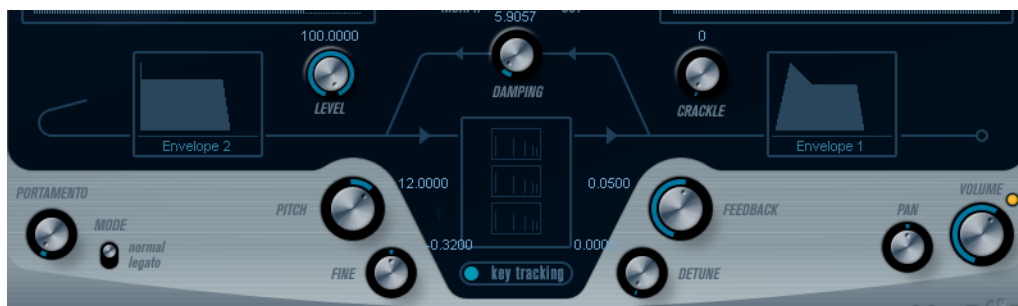 5.9057
100.0000
0
LEVEL
DAMPING
CRACKLE
Envelope 2
Envelope 1
PORTAMENTO
12.0000
0.0500
VOLUME
PITCH
FEEDBACK
PAN
MODE
normal
legato
-0.3200
0.0000
FINE
key tracking
DETUNE